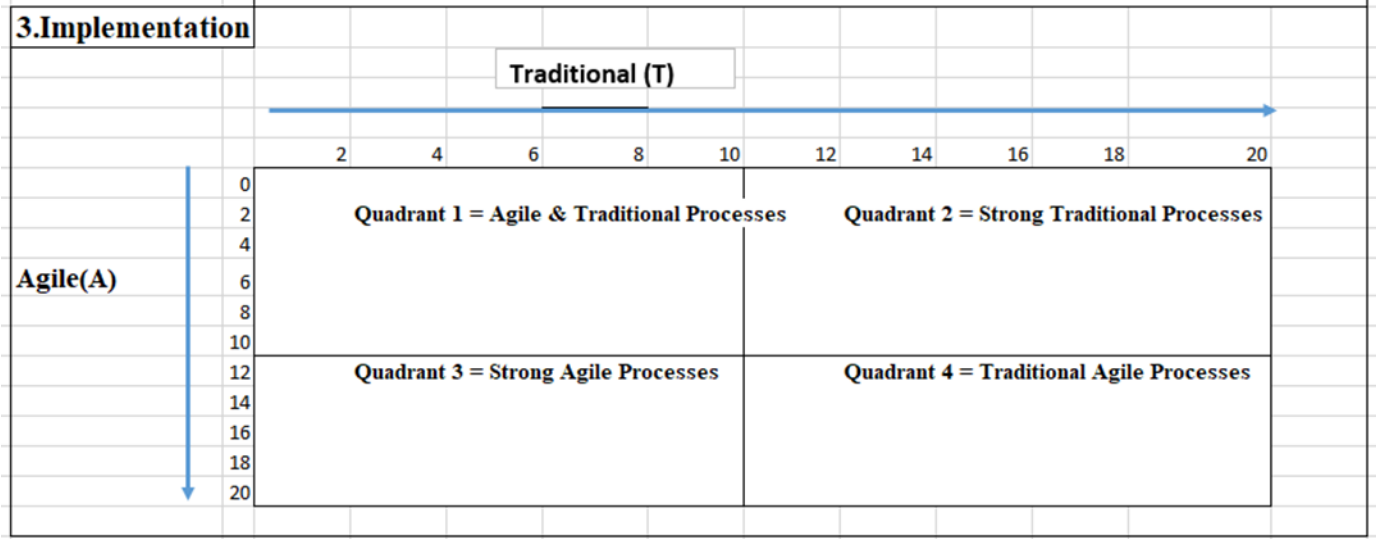 3.Implementation
Traditional (T)
2 4 6 8 10 12 14 16 18 20
0
2 Quadrant 1 = Agile & Traditional Processes Quadrant 2 = Strong Traditional Processes
4
Agile(A) 6
8
10
12 Quadrant 3 = Strong Agile Processes Quadrant 4 = Traditional Agile Processes
14
16
18
20